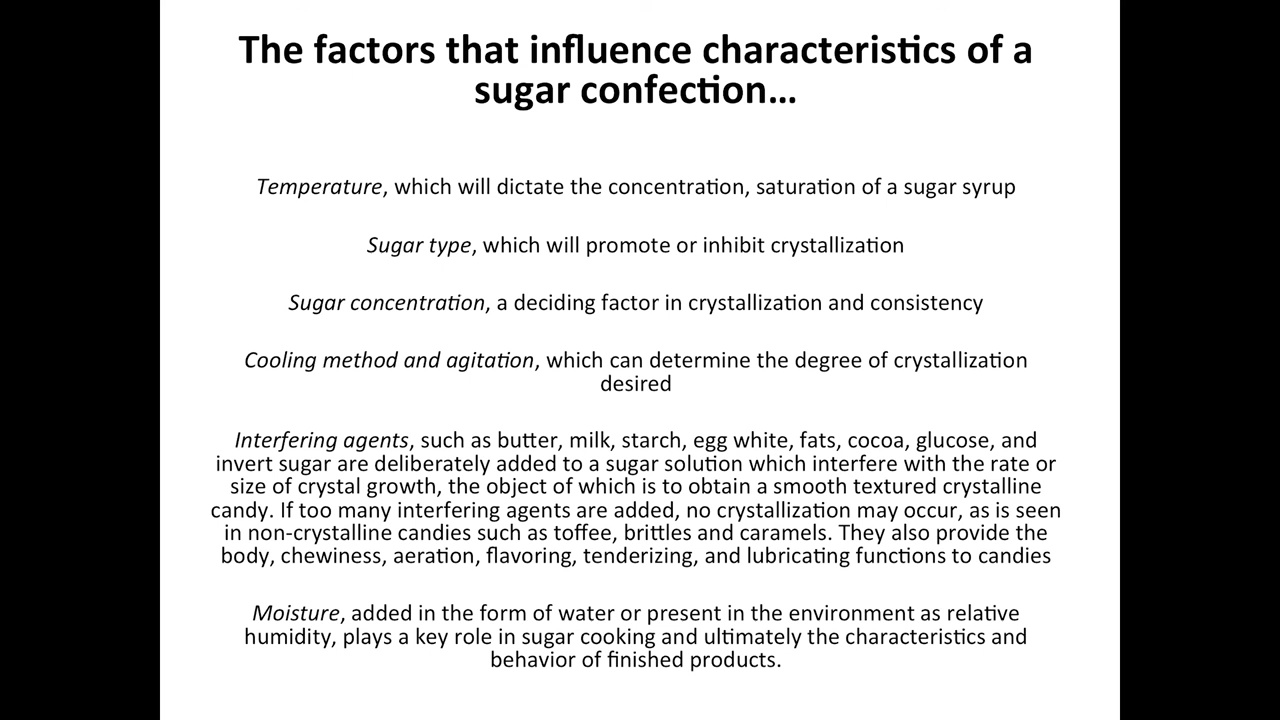 The factors that influence characteristics of a
sugar confection...
Temperature, which will dictate the concentration, saturation of a sugar syrup
Sugar type, which will promote or inhibit crystallization
Sugar concentration, a deciding factor in crystallization and consistency
Cooling method and agitation, which can determine the degree of crystallization
desired
Interfering agents, such as butter, milk, starch, egg white, fats, cocoa, glucose, and
invert sugar are deliberately added to a sugar solution which interfere with the rate or
size of crystal growth, the object of which is to obtain a smooth textured crystalline
candy. If too many interfering agents are added, no crystallization may occur, as is seen
in non-crystalline candies such as toffee, brittles and caramels. They also provide the
body, chewiness, aeration, flavoring, tenderizing, and lubricating functions to candies
Moisture, added in the form of water or present in the environment as relative
humidity, plays a key role in sugar cooking and ultimately the characteristics and
behavior of finished products.